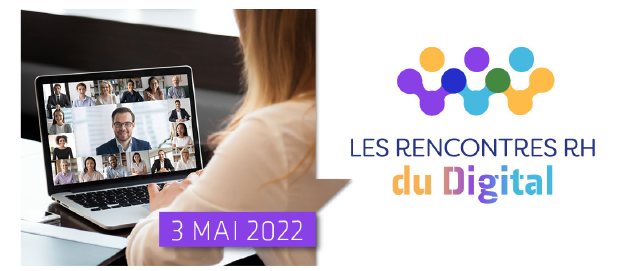 3 MAI 2022
LES RENCONTRES RH
du Digital